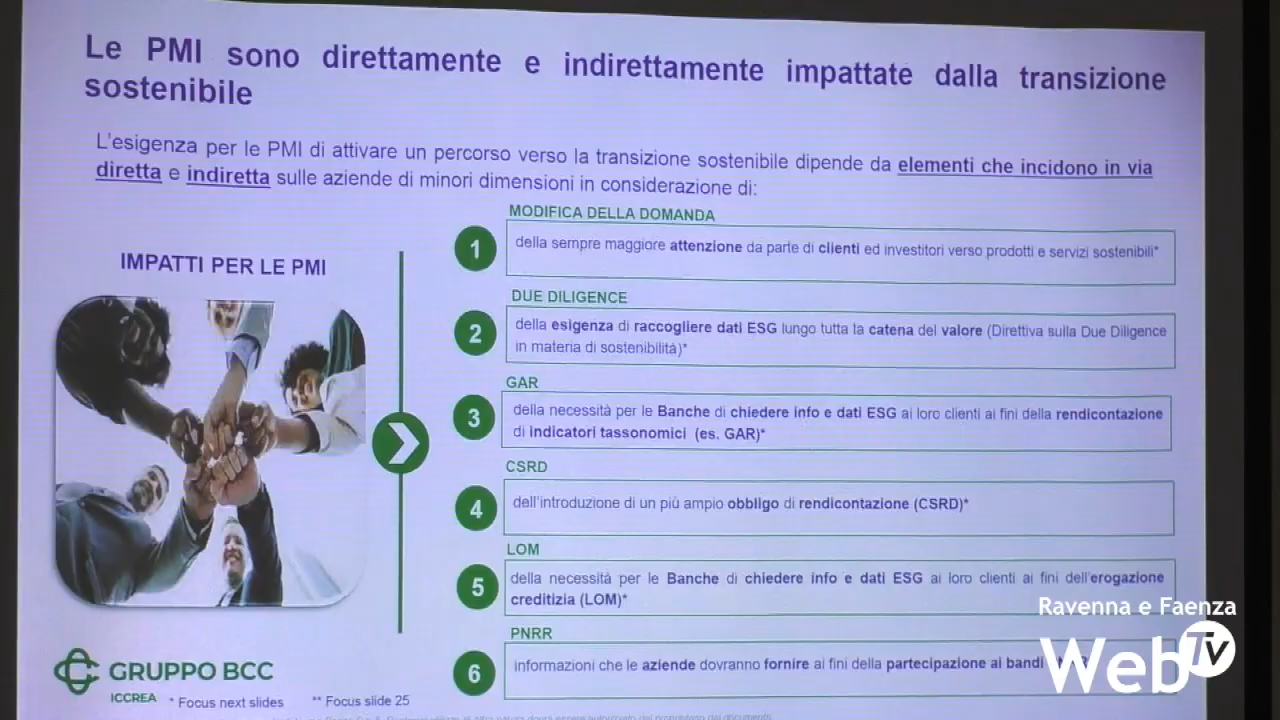 Le PMI sono direttamente e indirettamente impattate dalla transizione
sostenibile
L'esigenza per le PMI di attivare un percorso verso la transizione sostenibile dipende da elementi che incidono in via
diretta e indiretta sulle aziende di minori dimensioni in considerazione di:
IMPATTI PER LE PMI
MODIFICA DELLA DOMANDA
1
della sempre maggiore attenzione da parte di clienti ed investitori verso prodotti e servizi sostenibili*
DUE DILIGENCE
2
della esigenza di raccogliere dati ESG lungo tutta la catena del valore (Direttiva sulla Due Diligence
in materia di sostenibilità)*
GAR
3
della necessità per le Banche di chiedere info e dati ESG ai loro clienti ai fini della rendicontazione
di indicatori tassonomici (es. GAR)*
CSRD
4
dell'introduzione di un più ampio obbligo di rendicontazione (CSRD)*
LOM
5
della necessità per le Banche di chiedere info e dati ESG ai loro clienti ai fini dell'erogazione
creditizia (LOM)*
PNRR
6
informazioni che le aziende dovranno fornire ai fini della partecipazione ai bandi
GRUPPO BCC
ICCREA
* Focus next slides
** Focus slide 25
Ravenna e Faenza
Web TV